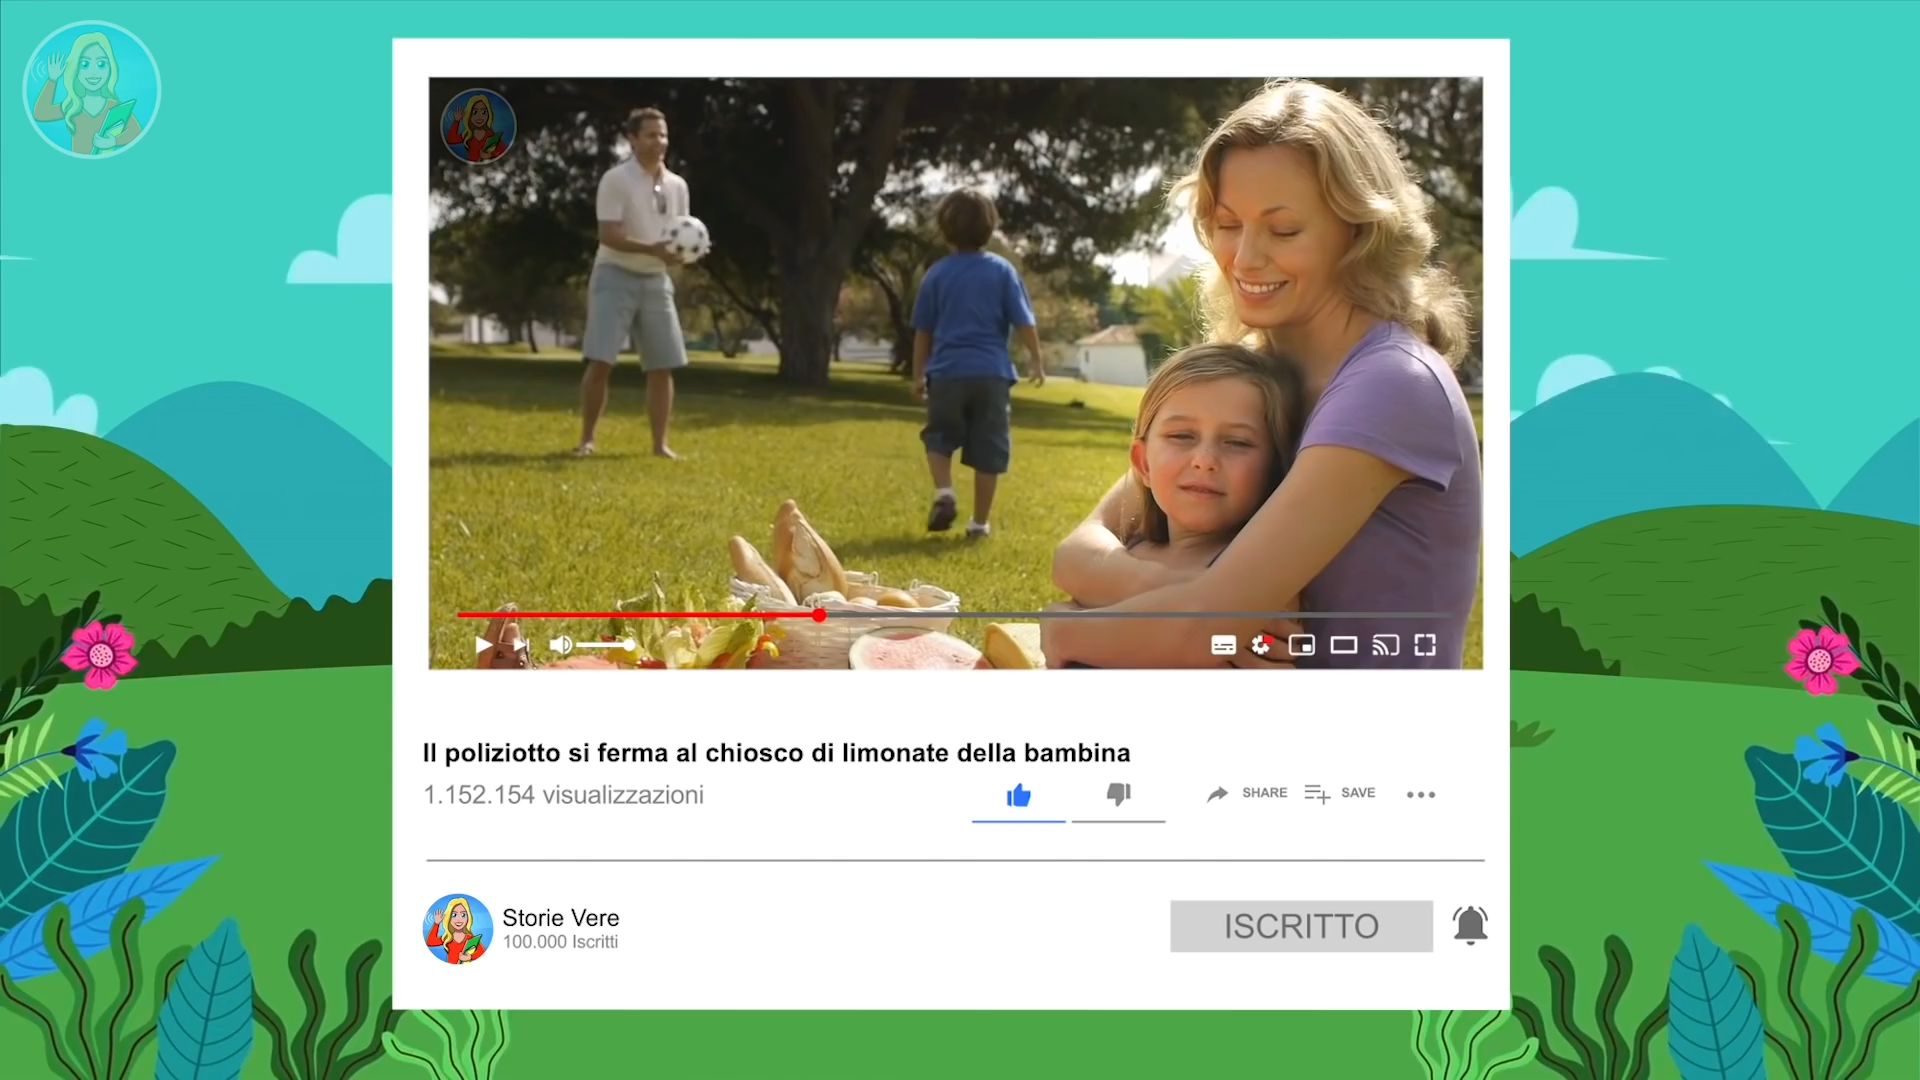 Il poliziotto si ferma al chiosco di limonate della bambina
1.152.154 visualizzazioni
SHARE
SAVE
Storie Vere
100.000 Iscritti
ISCRITTO